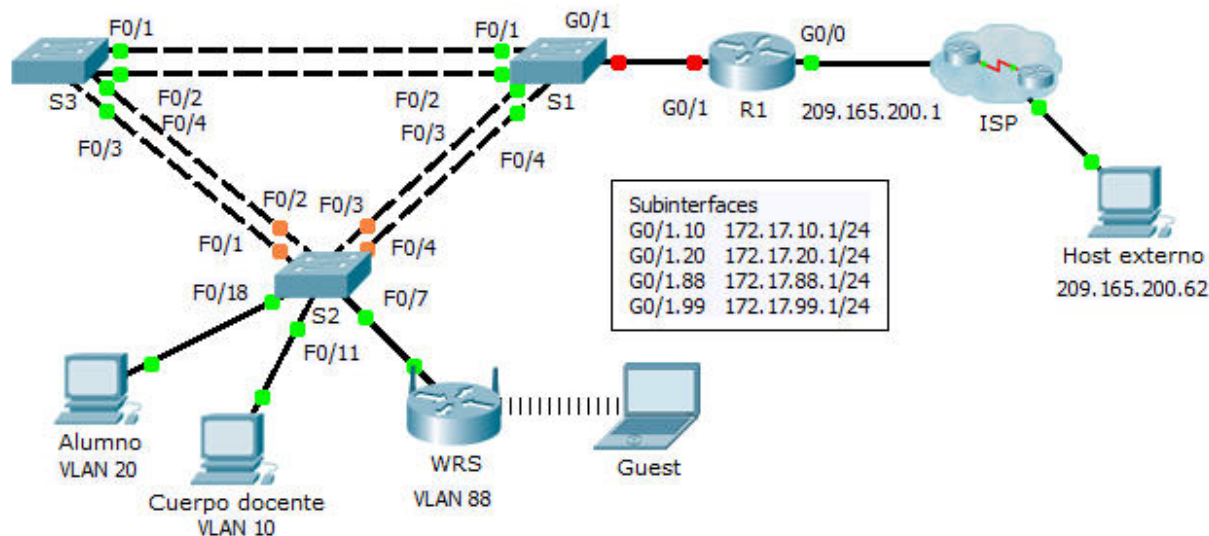 F0/1
F0/1
G0/1
G0/0
S3
S1
F0/2
F0/2
G0/1
R1
209.165.200.1
ISP
F0/4
F0/3
F0/3
F0/4
F0/2
F0/3
F0/1
F0/4
Subinterfaces
G0/1.10 172.17.10.1/24
G0/1.20 172.17.20.1/24
G0/1.88 172.17.88.1/24
G0/1.99 172.17.99.1/24
Host externo
209.165.200.62
F0/18
F0/7
S2
F0/11
Alumno
VLAN 20
WRS
Guest
VLAN 88
Cuerpo docente
VLAN 10